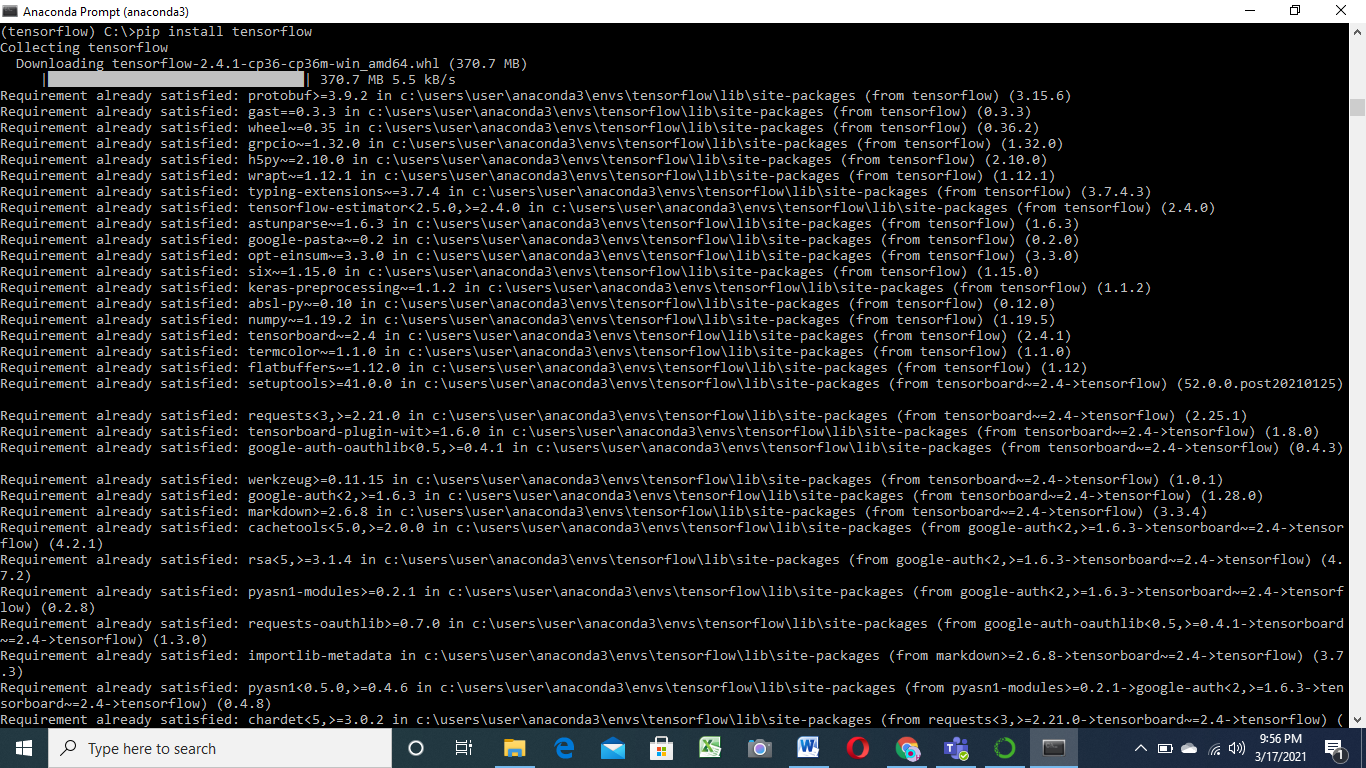 Anaconda Prompt (anaconda3)
(tensorflow) C:\>pip install tensorflow
Collecting tensorflow
  Downloading tensorflow-2.4.1-cp36-cp36m-win_amd64.whl (370.7 MB)
     |                                | 370.7 MB 5.5 kB/s
Requirement already satisfied: protobuf>=3.9.2 in c:\users\user\anaconda3\envs\tensorflow\lib\site-packages (from tensorflow) (3.15.6)
Requirement already satisfied: gast==0.3.3 in c:\users\user\anaconda3\envs\tensorflow\lib\site-packages (from tensorflow) (0.3.3)
Requirement already satisfied: wheel~=0.35 in c:\users\user\anaconda3\envs\tensorflow\lib\site-packages (from tensorflow) (0.36.2)
Requirement already satisfied: grpcio~=1.32.0 in c:\users\user\anaconda3\envs\tensorflow\lib\site-packages (from tensorflow) (1.32.0)
Requirement already satisfied: h5py~=2.10.0 in c:\users\user\anaconda3\envs\tensorflow\lib\site-packages (from tensorflow) (2.10.0)
Requirement already satisfied: wrapt~=1.12.1 in c:\users\user\anaconda3\envs\tensorflow\lib\site-packages (from tensorflow) (1.12.1)
Requirement already satisfied: typing-extensions~=3.7.4 in c:\users\user\anaconda3\envs\tensorflow\lib\site-packages (from tensorflow) (3.7.4.3)
Requirement already satisfied: tensorflow-estimator<2.5.0,>=2.4.0 in c:\users\user\anaconda3\envs\tensorflow\lib\site-packages (from tensorflow) (2.4.0)
Requirement already satisfied: astunparse~=1.6.3 in c:\users\user\anaconda3\envs\tensorflow\lib\site-packages (from tensorflow) (1.6.3)
Requirement already satisfied: google-pasta~=0.2 in c:\users\user\anaconda3\envs\tensorflow\lib\site-packages (from tensorflow) (0.2.0)
Requirement already satisfied: opt-einsum~=3.3.0 in c:\users\user\anaconda3\envs\tensorflow\lib\site-packages (from tensorflow) (3.3.0)
Requirement already satisfied: six~=1.15.0 in c:\users\user\anaconda3\envs\tensorflow\lib\site-packages (from tensorflow) (1.15.0)
Requirement already satisfied: keras-preprocessing~=1.1.2 in c:\users\user\anaconda3\envs\tensorflow\lib\site-packages (from tensorflow) (1.1.2)
Requirement already satisfied: absl-py~=0.10 in c:\users\user\anaconda3\envs\tensorflow\lib\site-packages (from tensorflow) (0.12.0)
Requirement already satisfied: numpy~=1.19.2 in c:\users\user\anaconda3\envs\tensorflow\lib\site-packages (from tensorflow) (1.19.5)
Requirement already satisfied: tensorboard~=2.4 in c:\users\user\anaconda3\envs\tensorflow\lib\site-packages (from tensorflow) (2.4.1)
Requirement already satisfied: termcolor~=1.1.0 in c:\users\user\anaconda3\envs\tensorflow\lib\site-packages (from tensorflow) (1.1.0)
Requirement already satisfied: flatbuffers~=1.12.0 in c:\users\user\anaconda3\envs\tensorflow\lib\site-packages (from tensorflow) (1.12)
Requirement already satisfied: setuptools>=41.0.0 in c:\users\user\anaconda3\envs\tensorflow\lib\site-packages (from tensorboard~=2.4->tensorflow) (52.0.0.post20210125)
Requirement already satisfied: requests<3,>=2.21.0 in c:\users\user\anaconda3\envs\tensorflow\lib\site-packages (from tensorboard~=2.4->tensorflow) (2.25.1)
Requirement already satisfied: tensorboard-plugin-wit>=1.6.0 in c:\users\user\anaconda3\envs\tensorflow\lib\site-packages (from tensorboard~=2.4->tensorflow) (1.8.0)
Requirement already satisfied: google-auth-oauthlib<0.5,>=0.4.1 in c:\users\user\anaconda3\envs\tensorflow\lib\site-packages (from tensorboard~=2.4->tensorflow) (0.4.3)
Requirement already satisfied: werkzeug>=0.11.15 in c:\users\user\anaconda3\envs\tensorflow\lib\site-packages (from tensorboard~=2.4->tensorflow) (1.0.1)
Requirement already satisfied: google-auth<2,>=1.6.3 in c:\users\user\anaconda3\envs\tensorflow\lib\site-packages (from tensorboard~=2.4->tensorflow) (1.28.0)
Requirement already satisfied: markdown>=2.6.8 in c:\users\user\anaconda3\envs\tensorflow\lib\site-packages (from tensorboard~=2.4->tensorflow) (3.3.4)
Requirement already satisfied: cachetools<5.0,>=2.0.0 in c:\users\user\anaconda3\envs\tensorflow\lib\site-packages (from google-auth<2,>=1.6.3->tensorboard~=2.4->tensor
flow) (4.2.1)
Requirement already satisfied: rsa<5,>=3.1.4 in c:\users\user\anaconda3\envs\tensorflow\lib\site-packages (from google-auth<2,>=1.6.3->tensorboard~=2.4->tensorflow) (4.
7.2)
Requirement already satisfied: pyasn1-modules>=0.2.1 in c:\users\user\anaconda3\envs\tensorflow\lib\site-packages (from google-auth<2,>=1.6.3->tensorboard~=2.4->tensorf
low) (0.2.8)
Requirement already satisfied: requests-oauthlib>=0.7.0 in c:\users\user\anaconda3\envs\tensorflow\lib\site-packages (from google-auth-oauthlib<0.5,>=0.4.1->tensorboard
~=2.4->tensorflow) (1.3.0)
Requirement already satisfied: importlib-metadata in c:\users\user\anaconda3\envs\tensorflow\lib\site-packages (from markdown>=2.6.8->tensorboard~=2.4->tensorflow) (3.7
.3)
Requirement already satisfied: pyasn1<0.5.0,>=0.4.6 in c:\users\user\anaconda3\envs\tensorflow\lib\site-packages (from pyasn1-modules>=0.2.1->google-auth<2,>=1.6.3->ten
sorboard~=2.4->tensorflow) (0.4.8)
Requirement already satisfied: chardet<5,>=3.0.2 in c:\users\user\anaconda3\envs\tensorflow\lib\site-packages (from requests<3,>=2.21.0->tensorboard~=2.4->tensorflow) (
Type here to search
9:56 PM
3/17/2021
1